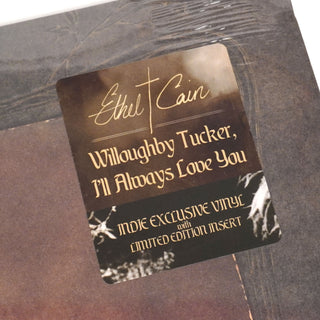 Ethel Cain
Willoughby Tucker,
I'll Always Love You
INDIE EXCLUSIVE VINYL
with
LIMITED EDITION INSERT